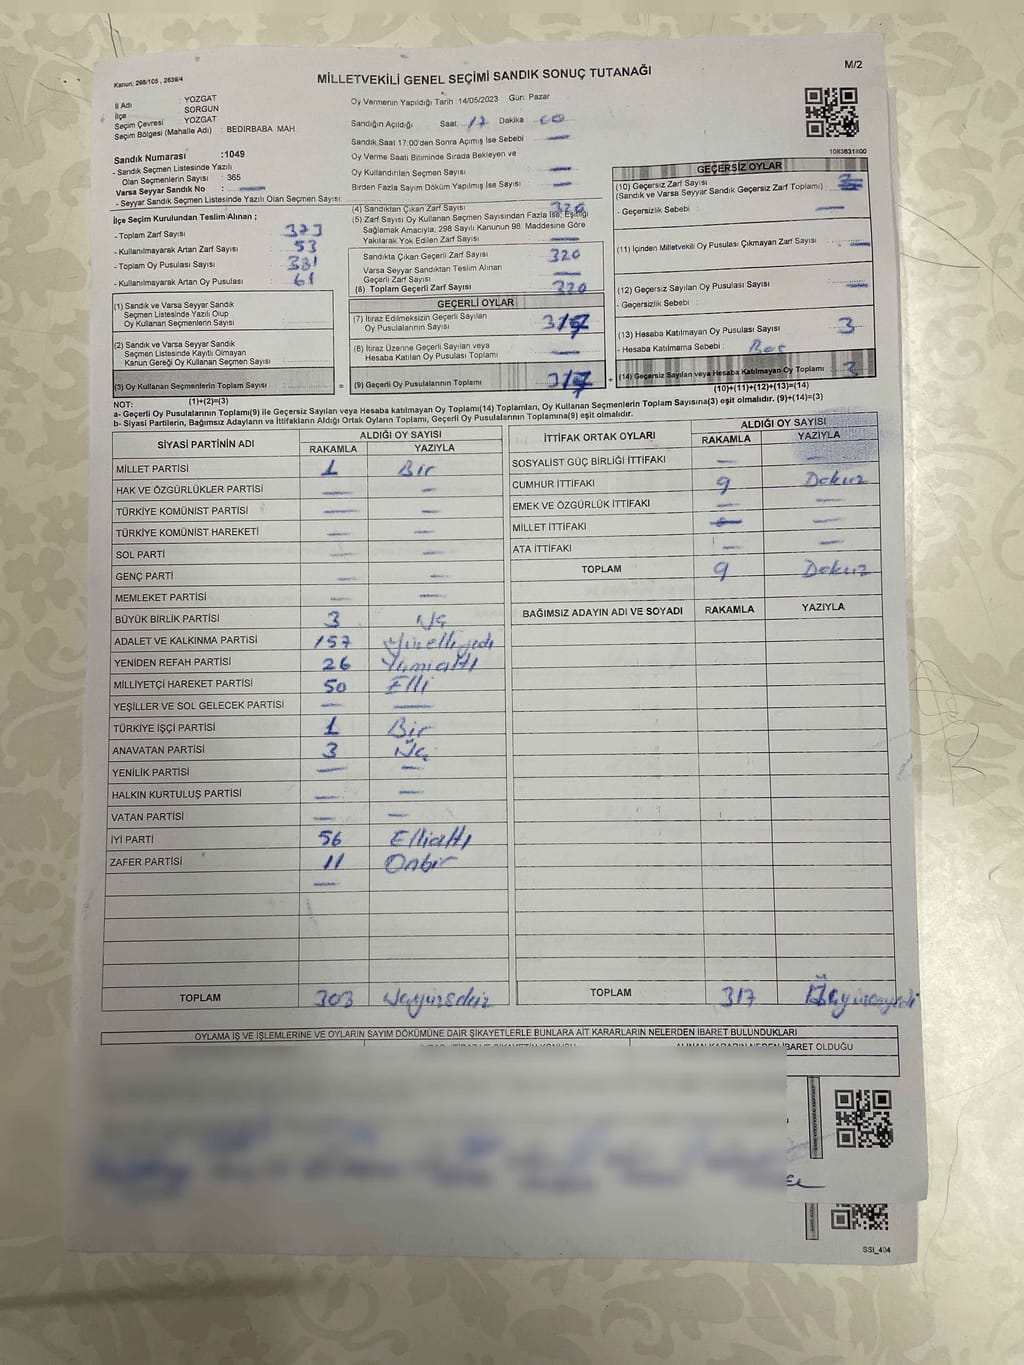 Kanun; 298/105 , 2839/4
MİLLETVEKİLİ GENEL SEÇİMİ SANDIK SONUÇ TUTANAĞI
M/2
İl Adı : YOZGAT
İlçe : SORGUN
Seçim Çevresi : YOZGAT
Seçim Bölgesi (Mahalle Adı) : BEDİRBABA MAH
Sandık Numarası :1049
- Sandık Seçmen Listesinde Yazılı
Olan Seçmenlerin Sayısı : 365
Varsa Seyyar Sandık No : —
- Seyyar Sandık Seçmen Listesinde Yazılı Olan Seçmen Sayısı:
İlçe Seçim Kurulundan Teslim Alınan ;
- Toplam Zarf Sayısı 373
- Kullanılmayarak Artan Zarf Sayısı 53
- Toplam Oy Pusulası Sayısı 381
- Kullanılmayarak Artan Oy Pusulası 61
(1) Sandık ve Varsa Seyyar Sandık
Seçmen Listesinde Yazılı Olup
Oy Kullanan Seçmenlerin Sayısı
(2) Sandık ve Varsa Seyyar Sandık
Seçmen Listesinde Kayıtlı Olmayan
Kanun Gereği Oy Kullanan Seçmen Sayısı
(3) Oy Kullanan Seçmenlerin Toplam Sayısı
(1)+(2)=(3)
Oy Vermenin Yapıldığı Tarih :14/05/2023 Gün: Pazar
Sandığın Açıldığı Saat: 17 Dakika 00
Sandık Saat 17:00'den Sonra Açımış İse Sebebi —
Oy Verme Saati Bitiminde Sırada Bekleyen ve
Oy Kullandırılan Seçmen Sayısı —
Birden Fazla Sayım Döküm Yapılmış İse Sayısı —
(4) Sandıktan Çıkan Zarf Sayısı 320
(5) Zarf Sayısı Oy Kullanan Seçmen Sayısından Fazla İse, Eşitliği
Sağlamak Amacıyla, 298 Sayılı Kanunun 98. Maddesine Göre
Yakılarak Yok Edilen Zarf Sayısı —
Sandıkta Çıkan Geçerli Zarf Sayısı 320
Varsa Seyyar Sandıktan Teslim Alınan
Geçerli Zarf Sayısı —
(6) Toplam Geçerli Zarf Sayısı 320
GEÇERLİ OYLAR
(7) İtiraz Edilmeksizin Geçerli Sayılan
Oy Pusulalarının Sayısı 317
(8) İtiraz Üzerine Geçerli Sayılan veya
Hesaba Katılan Oy Pusulası Toplamı —
= (9) Geçerli Oy Pusulalarının Toplamı 317
1083631800
GEÇERSİZ OYLAR
(10) Geçersiz Zarf Sayısı
(Sandık ve Varsa Seyyar Sandık Geçersiz Zarf Toplamı) :
- Geçersizlik Sebebi : —
(11) İçinden Milletvekili Oy Pusulası Çıkmayan Zarf Sayısı —
(12) Geçersiz Sayılan Oy Pusulası Sayısı —
- Geçersizlik Sebebi :
(13) Hesaba Katılmayan Oy Pusulası Sayısı 3
- Hesaba Katılmama Sebebi : Boş
+ (14) Geçersiz Sayılan veya Hesaba Katılmayan Oy Toplamı 3
(10)+(11)+(12)+(13)=(14)
NOT:
a- Geçerli Oy Pusulalarının Toplamı(9) ile Geçersiz Sayılan veya Hesaba katılmayan Oy Toplamı(14) Toplamları, Oy Kullanan Seçmenlerin Toplam Sayısına(3) eşit olmalıdır. (9)+(14)=(3)
b- Siyasi Partilerin, Bağımsız Adayların ve İttifakların Aldığı Ortak Oyların Toplamı, Geçerli Oy Pusulalarının Toplamına(9) eşit olmalıdır.
SİYASİ PARTİNİN ADI ALDIĞI OY SAYISI
RAKAMLA YAZIYLA
MİLLET PARTİSİ 1 Bir
HAK VE ÖZGÜRLÜKLER PARTİSİ — —
TÜRKİYE KOMÜNİST PARTİSİ — —
TÜRKİYE KOMÜNİST HAREKETİ — —
SOL PARTİ — —
GENÇ PARTİ — —
MEMLEKET PARTİSİ — —
BÜYÜK BİRLİK PARTİSİ 3 Üç
ADALET VE KALKINMA PARTİSİ 157 Yüzelliyedi
YENİDEN REFAH PARTİSİ 26 Yirmialtı
MİLLİYETÇİ HAREKET PARTİSİ 50 Elli
YEŞİLLER VE SOL GELECEK PARTİSİ — —
TÜRKİYE İŞÇİ PARTİSİ 1 Bir
ANAVATAN PARTİSİ 3 Üç
YENİLİK PARTİSİ — —
HALKIN KURTULUŞ PARTİSİ — —
VATAN PARTİSİ — —
İYİ PARTİ 56 Elliatlı
ZAFER PARTİSİ 11 Onbir
—
TOPLAM 303
İTTİFAK ORTAK OYLARI ALDIĞI OY SAYISI
RAKAMLA YAZIYLA
SOSYALİST GÜÇ BİRLİĞİ İTTİFAKI — —
CUMHUR İTTİFAKI 9 Dokuz
EMEK VE ÖZGÜRLÜK İTTİFAKI — —
MİLLET İTTİFAKI — —
ATA İTTİFAKI — —
TOPLAM 9 Dokuz
BAĞIMSIZ ADAYIN ADI VE SOYADI RAKAMLA YAZIYLA
TOPLAM 317
OYLAMA İŞ VE İŞLEMLERİNE VE OYLARIN SAYIM DÖKÜMÜNE DAİR ŞİKAYETLERLE BUNLARA AİT KARARLARIN NELERDEN İBARET BULUNDUKLARI
ALINAN KARARIN NEDEN İBARET OLDUĞU
SSİ_404